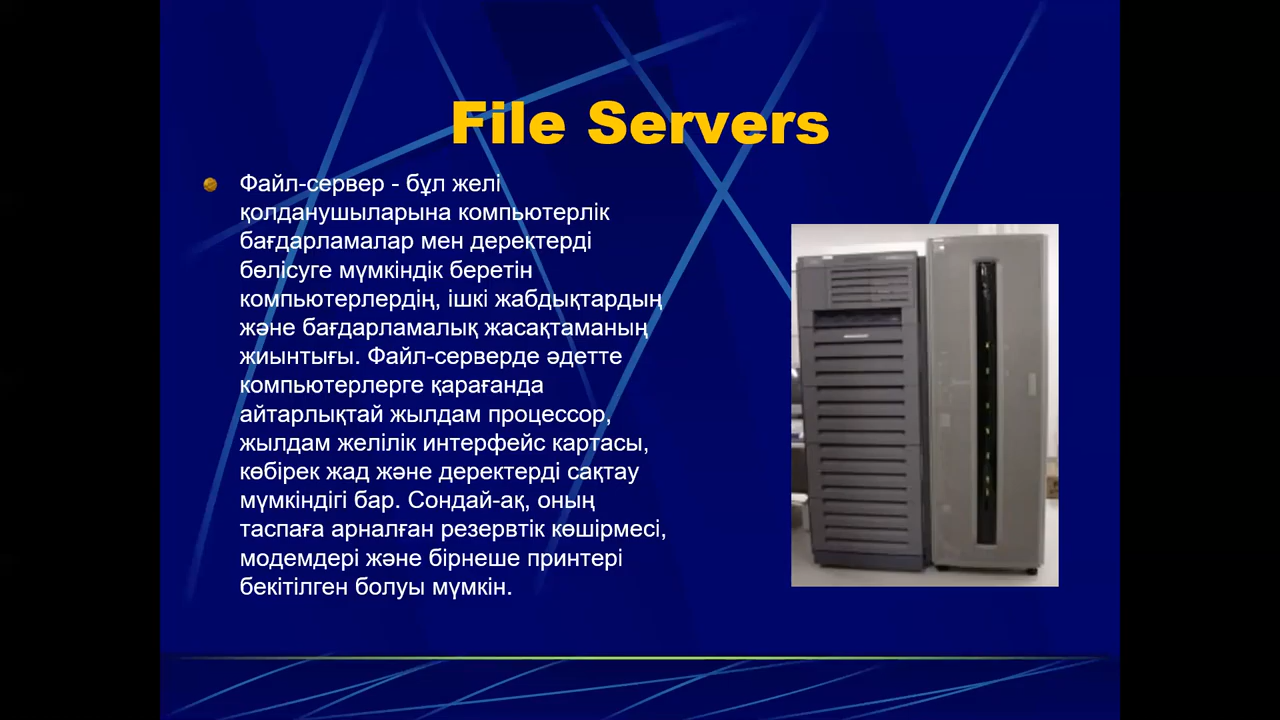 File Servers
Файл-сервер - бұл желі
қолданушыларына компьютерлік
бағдарламалар мен деректерді
бөлісуге мүмкіндік беретін
компьютерлердің, ішкі жабдықтардың
және бағдарламалық жасақтаманың
жиынтығы. Файл-серверде әдетте
компьютерлерге қарағанда
айтарлықтай жылдам процессор,
жылдам желілік интерфейс картасы,
көбірек жад және деректерді сақтау
мүмкіндігі бар. Сондай-ақ, оның
таспаға арналған резервтік көшірмесі,
модемдері және бірнеше принтері
бекітілген болуы мүмкін.